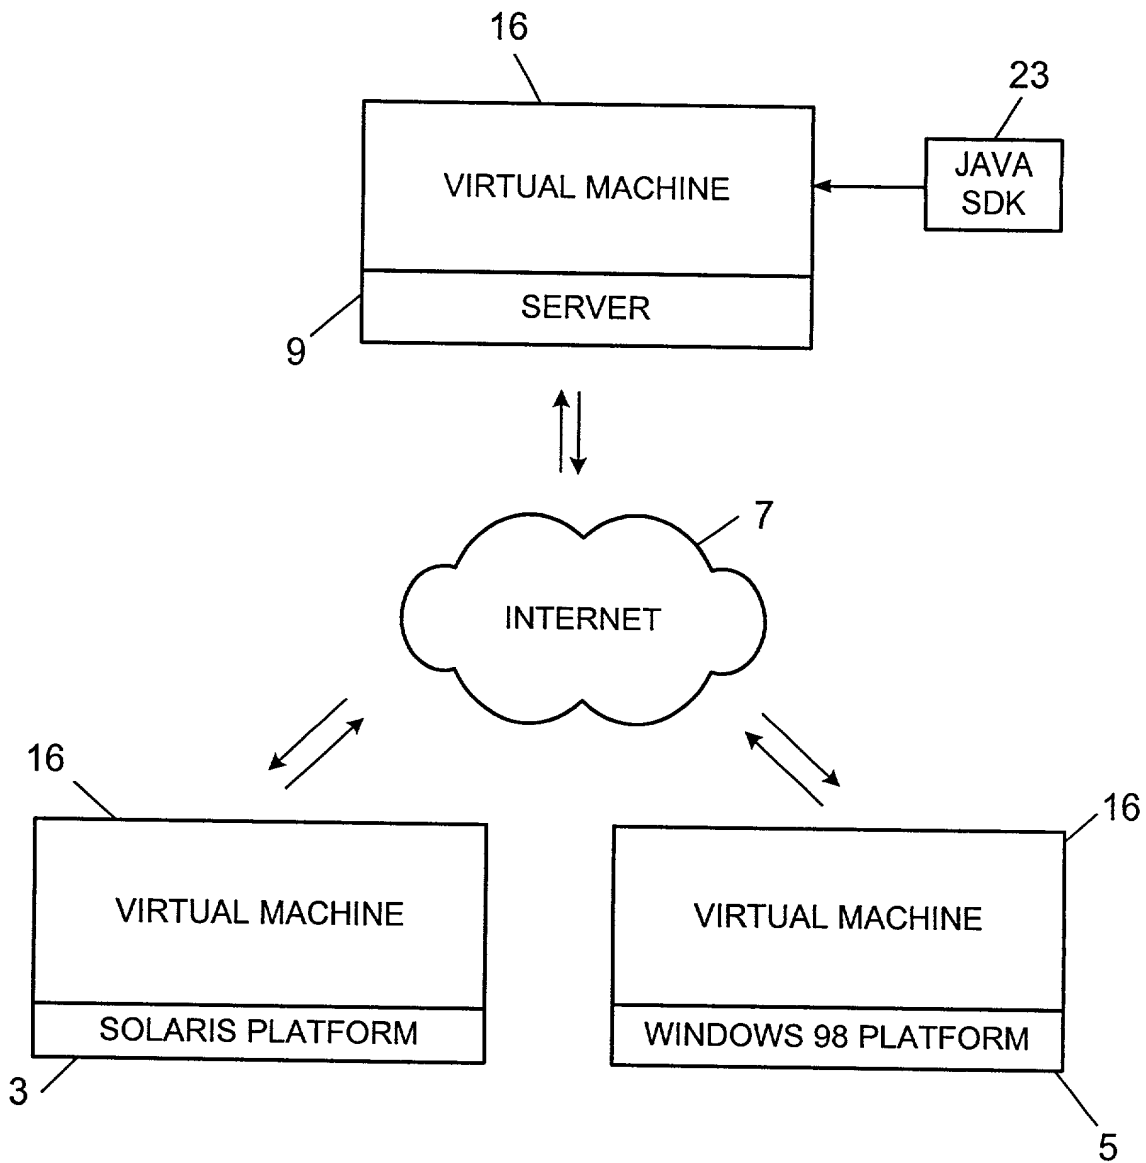 16
23
VIRTUAL MACHINE
JAVA
SDK
SERVER
9
7
INTERNET
16
16
VIRTUAL MACHINE
VIRTUAL MACHINE
SOLARIS PLATFORM
WINDOWS 98 PLATFORM
3
5